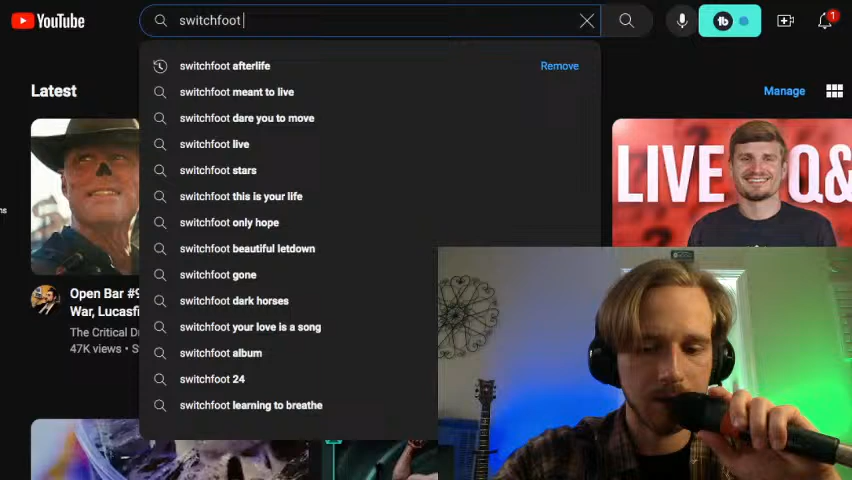 YouTube
switchfoot
1b
1
switchfoot afterlife
Remove
switchfoot meant to live
switchfoot dare you to move
switchfoot live
switchfoot stars
switchfoot this is your life
switchfoot only hope
switchfoot beautiful letdown
switchfoot gone
switchfoot dark horses
switchfoot your love is a song
switchfoot album
switchfoot 24
switchfoot learning to breathe
Latest
Manage
LIVE Q&
Open Bar #9
War, Lucasfi
The Critical Dr
47K views • S